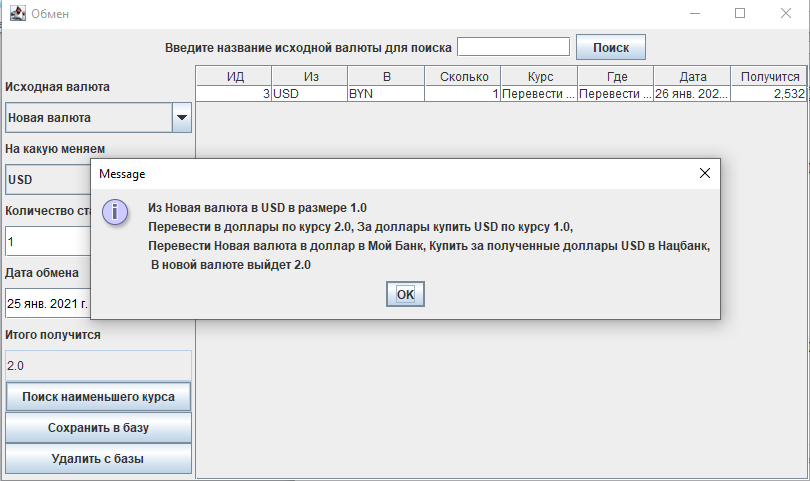 Обмен
Введите название исходной валюты для поиска
Поиск
Исходная валюта
Новая валюта
На какую меняем
USD
Количество ста
1
Дата обмена
25 янв. 2021 г.
Итого получится
2.0
Поиск наименьшего курса
Сохранить в базу
Удалить с базы
ИД Из В Сколько Курс Где Дата Получится
3 USD BYN 1 Перевести ... Перевести ... 26 янв. 202... 2,532
Message
Из Новая валюта в USD в размере 1.0
Перевести в доллары по курсу 2.0, За доллары купить USD по курсу 1.0,
Перевести Новая валюта в доллар в Мой Банк, Купить за полученные доллары USD в Нацбанк,
В новой валюте выйдет 2.0
OK